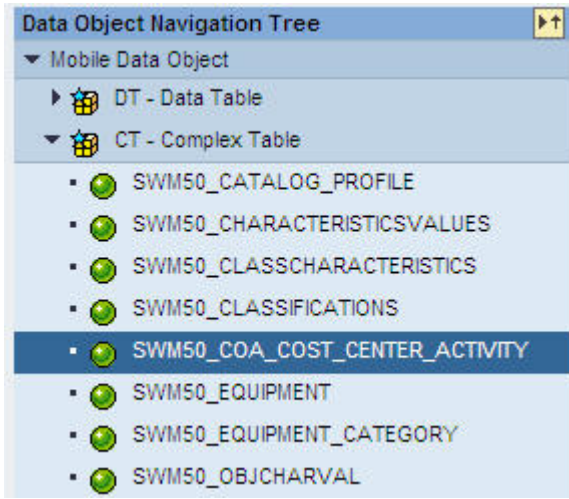 Data Object Navigation Tree
Mobile Data Object
DT - Data Table
CT - Complex Table
SWM50_CATALOG_PROFILE
SWM50_CHARACTERISTICSVALUES
SWM50_CLASSCHARACTERISTICS
SWM50_CLASSIFICATIONS
SWM50_COA_COST_CENTER_ACTIVITY
SWM50_EQUIPMENT
SWM50_EQUIPMENT_CATEGORY
SWM50_OBJCHARVAL